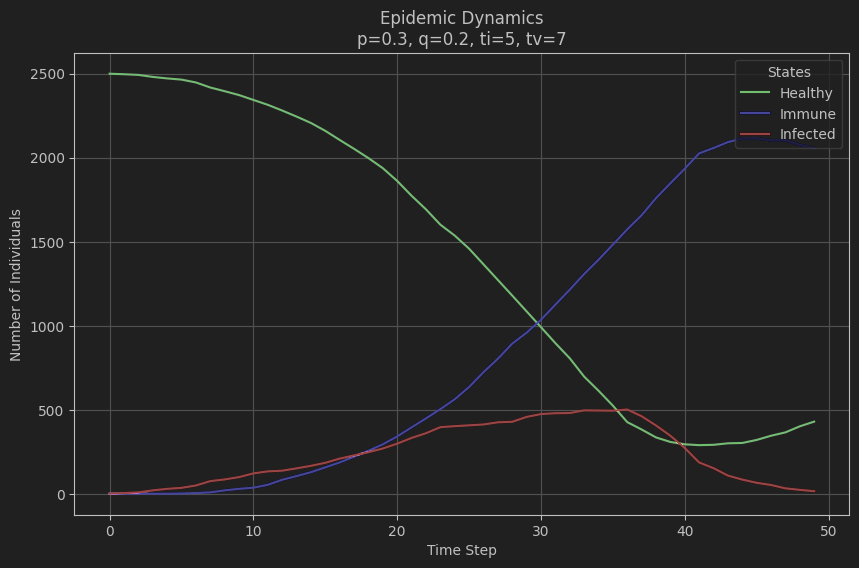 Epidemic Dynamics
p=0.3, q=0.2, ti=5, tv=7
States
Healthy
Immune
Infected
Number of Individuals
2500
2000
1500
1000
500
0
0 10 20 30 40 50
Time Step